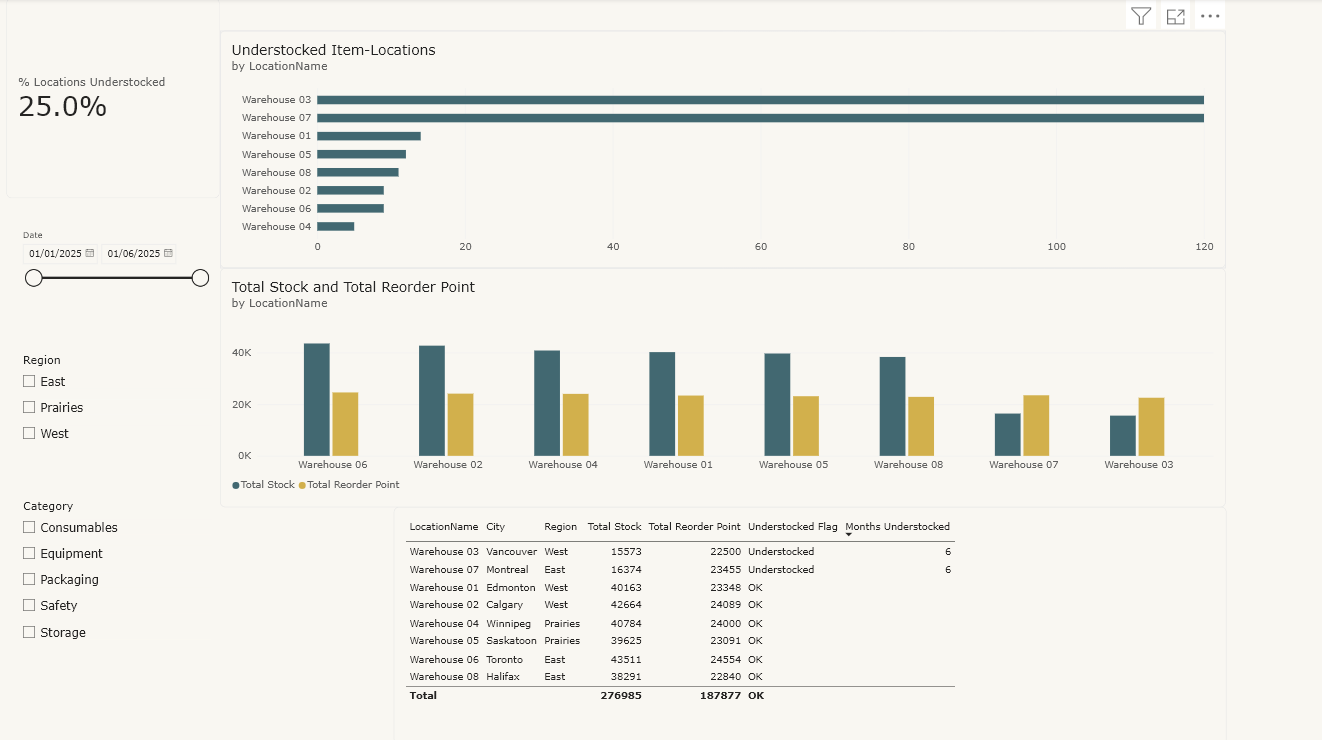 % Locations Understocked
25.0%
Date
01/01/2025 01/06/2025
Region
East
Prairies
West
Category
Consumables
Equipment
Packaging
Safety
Storage
Understocked Item-Locations
by LocationName
Warehouse 03
Warehouse 07
Warehouse 01
Warehouse 05
Warehouse 08
Warehouse 02
Warehouse 06
Warehouse 04
0 20 40 60 80 100 120
Total Stock and Total Reorder Point
by LocationName
40K
20K
0K
Warehouse 06 Warehouse 02 Warehouse 04 Warehouse 01 Warehouse 05 Warehouse 08 Warehouse 07 Warehouse 03
Total Stock Total Reorder Point
LocationName City Region Total Stock Total Reorder Point Understocked Flag Months Understocked
Warehouse 03 Vancouver West 15573 22500 Understocked 6
Warehouse 07 Montreal East 16374 23455 Understocked 6
Warehouse 01 Edmonton West 40163 23348 OK
Warehouse 02 Calgary West 42664 24089 OK
Warehouse 04 Winnipeg Prairies 40784 24000 OK
Warehouse 05 Saskatoon Prairies 39625 23091 OK
Warehouse 06 Toronto East 43511 24554 OK
Warehouse 08 Halifax East 38291 22840 OK
Total 276985 187877 OK